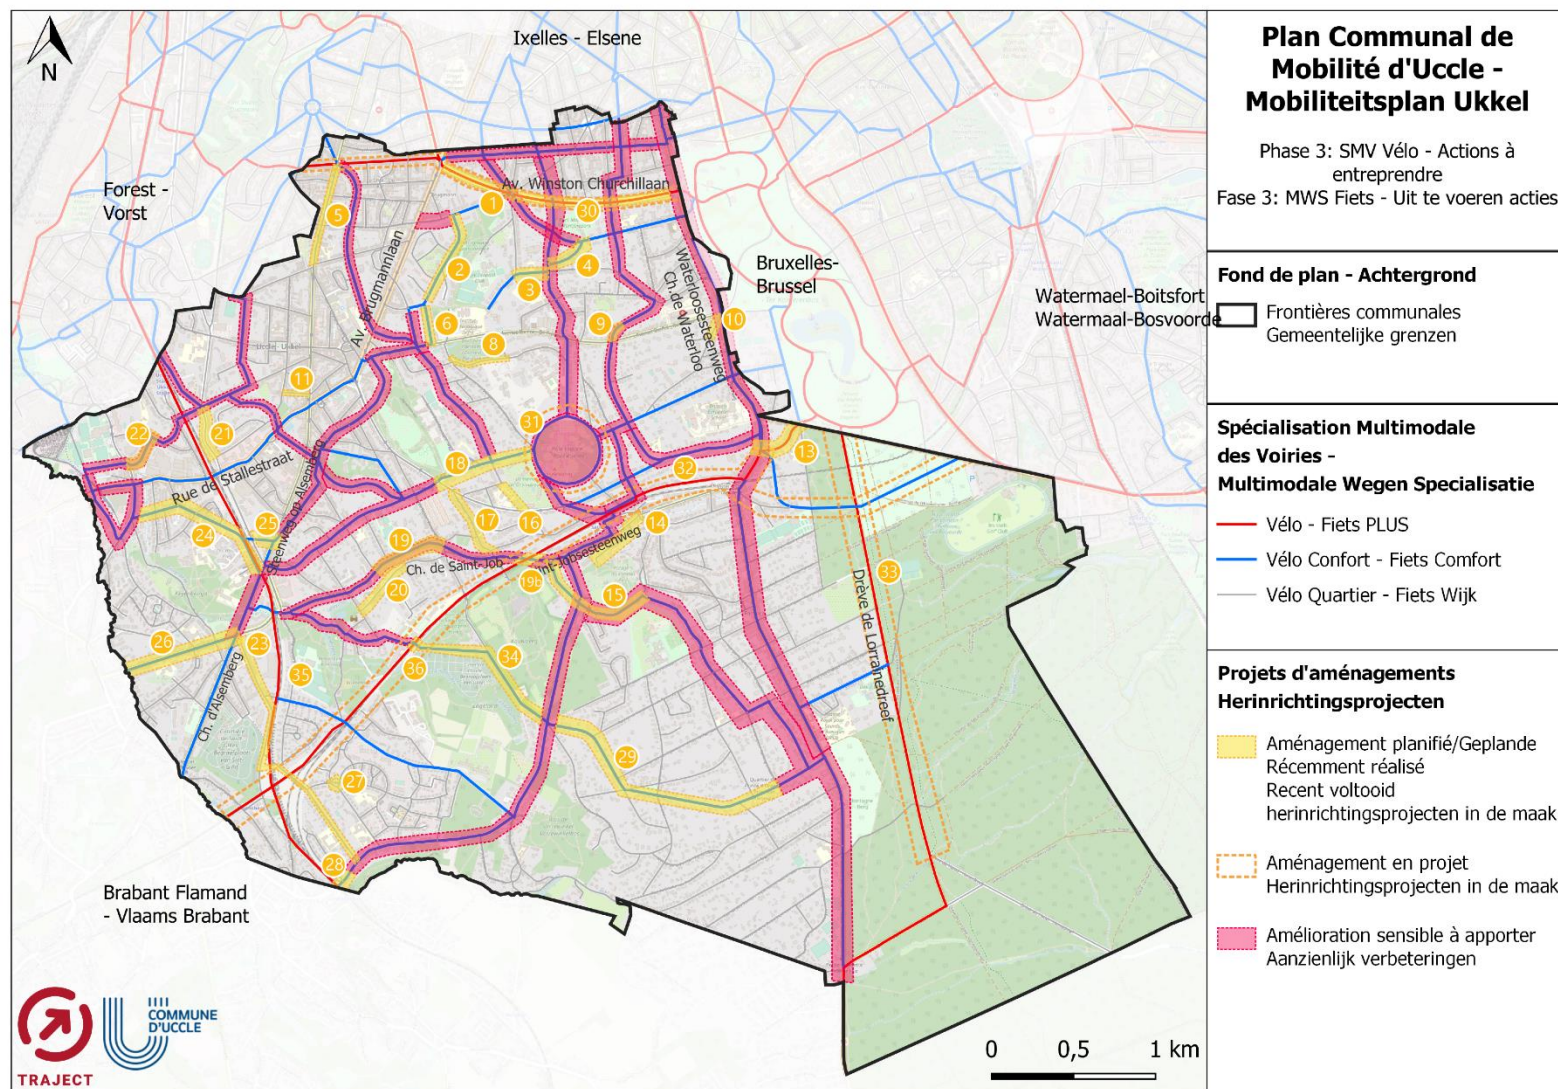 Plan Communal de
Mobilité d'Uccle -
Mobiliteitsplan Ukkel
Phase 3: SMV Vélo - Actions à
entreprendre
Fase 3: MWS Fiets - Uit te voeren acties
Fond de plan - Achtergrond
Frontières communales
Gemeentelijke grenzen
Spécialisation Multimodale
des Voiries -
Multimodale Wegen Specialisatie
Vélo - Fiets PLUS
Vélo Confort - Fiets Comfort
Vélo Quartier - Fiets Wijk
Projets d'aménagements
Herinrichtingsprojecten
Aménagement planifié/Geplande
Récemment réalisé
Recent voltooid
herinrichtingsprojecten in de maak
Aménagement en projet
Herinrichtingsprojecten in de maak
Amélioration sensible à apporter
Aanzienlijk verbeteringen
N
Ixelles - Elsene
Forest -
Vorst
Bruxelles-
Brussel
Watermael-Boitsfort
Watermaal-Bosvoorde
Brabant Flamand
- Vlaams Brabant
Av. Winston Churchillaan
Av. Brugmannlaan
Waterloosesteenweg
Ch.de Waterloo
Rue de Stallestraat
Steenweg op Alsemberg
Ch. de Saint-Job
int-Jobsesteenweg
Ch. d'Alsemberg
Drève de Lorrainedreef
1
30
5
2
4
3
6
9
10
8
11
31
22
21
13
18
32
17
16
14
24
25
19
19b
33
20
15
26
23
34
35
36
29
27
28
TRAJECT
COMMUNE
D'UCCLE
0 0,5 1 km